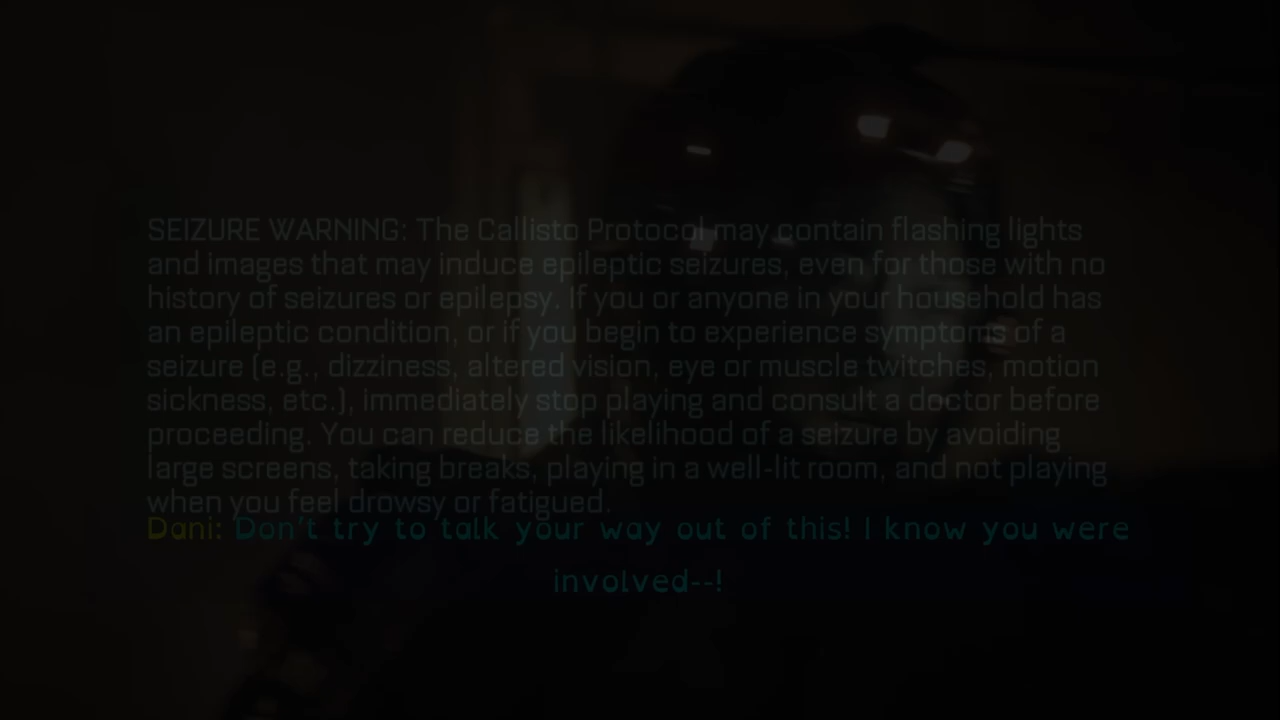 SEIZURE WARNING: The Callisto Protocol may contain flashing lights
and images that may induce epileptic seizures, even for those with no
history of seizures or epilepsy. If you or anyone in your household has
an epileptic condition, or if you begin to experience symptoms of a
seizure (e.g., dizziness, altered vision, eye or muscle twitches, motion
sickness, etc.), immediately stop playing and consult a doctor before
proceeding. You can reduce the likelihood of a seizure by avoiding
large screens, taking breaks, playing in a well-lit room, and not playing
when you feel drowsy or fatigued.
Dani: Don't try to talk your way out of this! I know you were
involved--!